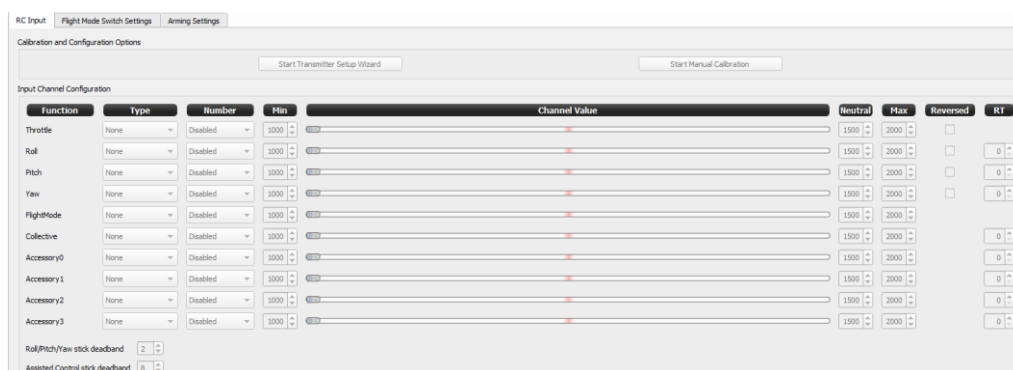 RC Input Flight Mode Switch Settings Arming Settings
Calibration and Configuration Options
Start Transmitter Setup Wizard Start Manual Calibration
Input Channel Configuration
Function Type Number Min Channel Value Neutral Max Reversed RT
Throttle None Disabled 1000 1500 2000
Roll None Disabled 1000 1500 2000 0
Pitch None Disabled 1000 1500 2000 0
Yaw None Disabled 1000 1500 2000 0
FlightMode None Disabled 1000 1500 2000
Collective None Disabled 1000 1500 2000 0
Accessory0 None Disabled 1000 1500 2000 0
Accessory1 None Disabled 1000 1500 2000 0
Accessory2 None Disabled 1000 1500 2000 0
Accessory3 None Disabled 1000 1500 2000 0
Roll/Pitch/Yaw stick deadband 2
Assisted Control stick deadband 8